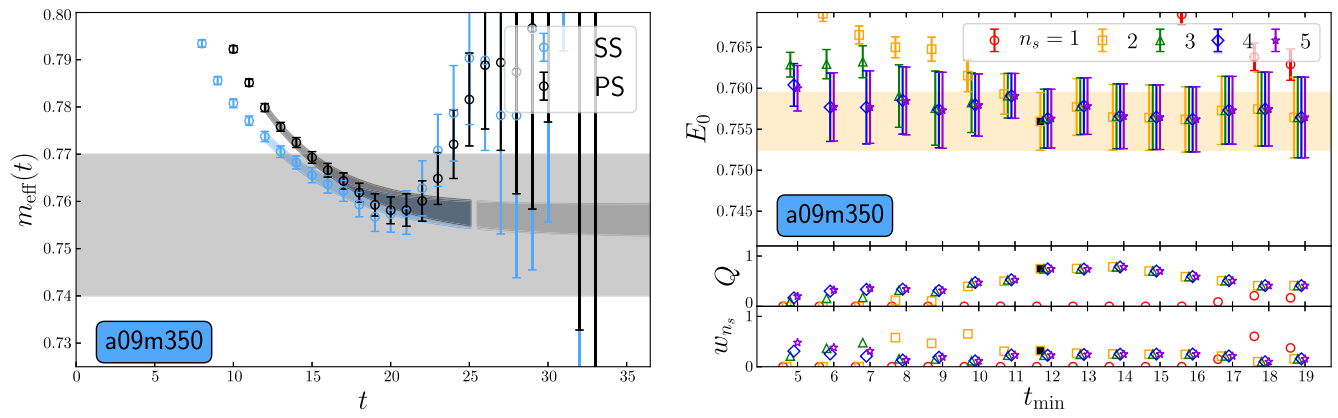 0.80
0.79
0.78
0.77
0.76
0.75
0.74
0.73
m_eff(t)
SS
PS
a09m350
0 5 10 15 20 25 30 35
t
0.765
0.760
0.755
0.750
0.745
E_0
n_s = 1 2 3 4 5
a09m350
1
0
Q
1
0
w_{n_s}
5 6 7 8 9 10 11 12 13 14 15 16 17 18 19
t_min